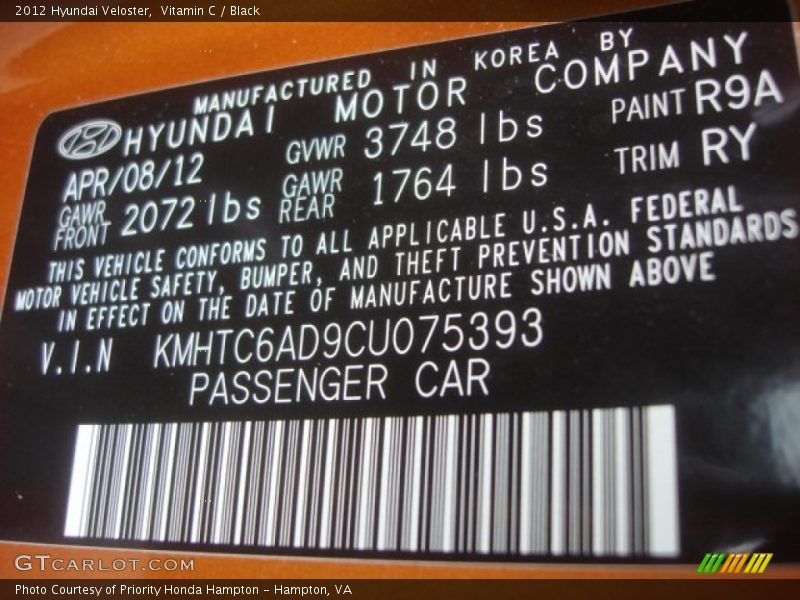 2012 Hyundai Veloster,  Vitamin C / Black
MANUFACTURED IN KOREA BY
HYUNDAI MOTOR COMPANY
APR/08/12 GVWR 3748 lbs PAINT R9A
GAWR FRONT 2072 lbs GAWR REAR 1764 lbs TRIM RY
THIS VEHICLE CONFORMS TO ALL APPLICABLE U.S.A. FEDERAL
MOTOR VEHICLE SAFETY, BUMPER, AND THEFT PREVENTION STANDARDS
IN EFFECT ON THE DATE OF MANUFACTURE SHOWN ABOVE
V.I.N KMHTC6AD9CU075393
PASSENGER CAR
GTCARLOT.COM
Photo Courtesy of Priority Honda Hampton - Hampton, VA